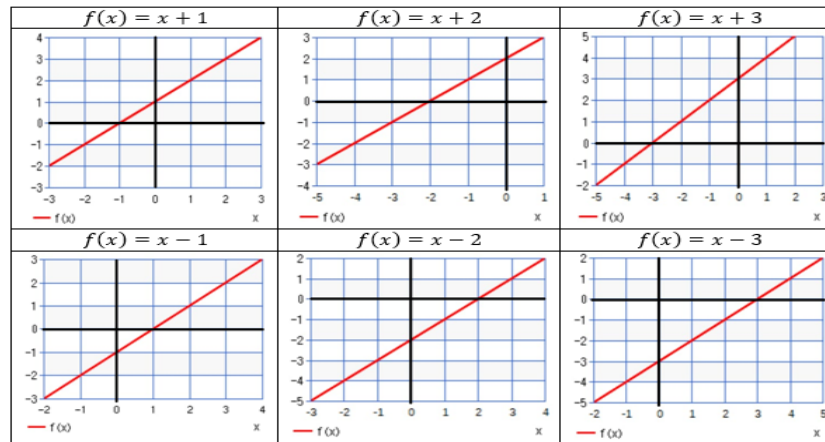 f(x) = x + 1
f(x) = x + 2
f(x) = x + 3
4
3
2
1
0
−1
−2
−3
−3 −2 −1 0 1 2 3
f(x) x
3
2
1
0
−1
−2
−3
−4
-5 -4 -3 -2 -1 0 1
f(x) x
5
4
3
2
1
0
−1
−2
-5 -4 -3 -2 -1 0 1 2 3
f(x) x
f(x) = x − 1
f(x) = x − 2
f(x) = x − 3
3
2
1
0
−1
−2
−3
−2 −1 0 1 2 3 4
f(x) x
2
1
0
−1
−2
−3
−4
−5
-3 -2 -1 0 1 2 3 4
f(x) x
2
1
0
−1
−2
−3
−4
−5
-2 -1 0 1 2 3 4 5
f(x) x